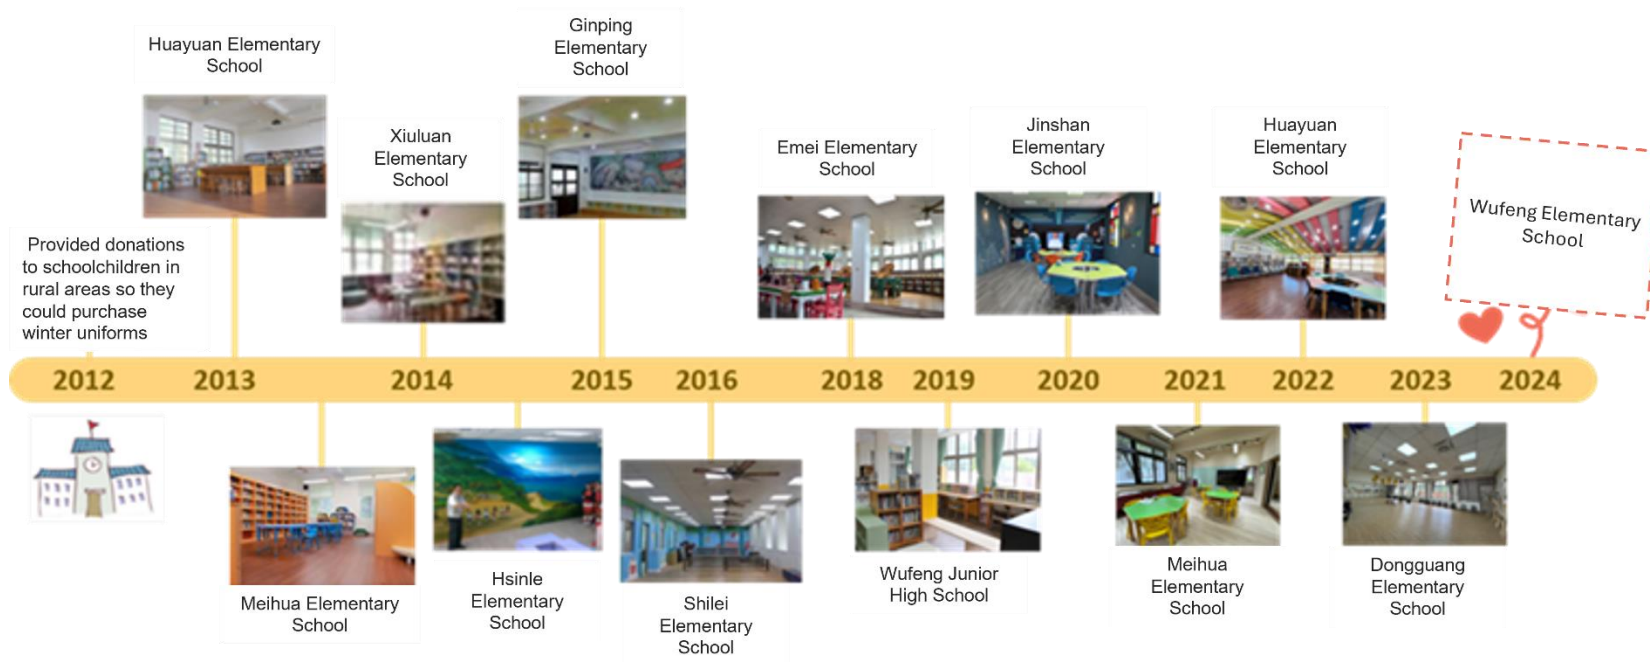 Huayuan Elementary
School
Ginping
Elementary
School
Xiuluan
Elementary
School
Emei Elementary
School
Jinshan
Elementary
School
Huayuan
Elementary
School
Wufeng Elementary
School
Provided donations
to schoolchildren in
rural areas so they
could purchase
winter uniforms
2012 2013 2014 2015 2016 2018 2019 2020 2021 2022 2023 2024
Meihua Elementary
School
Hsinle
Elementary
School
Shilei
Elementary
School
Wufeng Junior
High School
Meihua
Elementary
School
Dongguang
Elementary
School